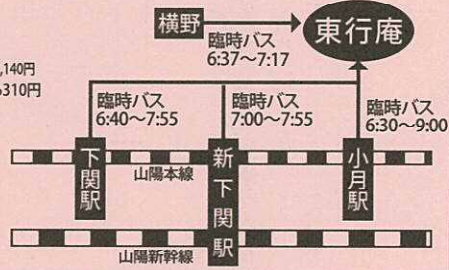 横野
東行庵
臨時バス
6:37～7:17
,140円
310円
臨時バス
6:40～7:55
臨時バス
7:00～7:55
臨時バス
6:30～9:00
下関駅
新下関駅
小月駅
山陽本線
山陽新幹線